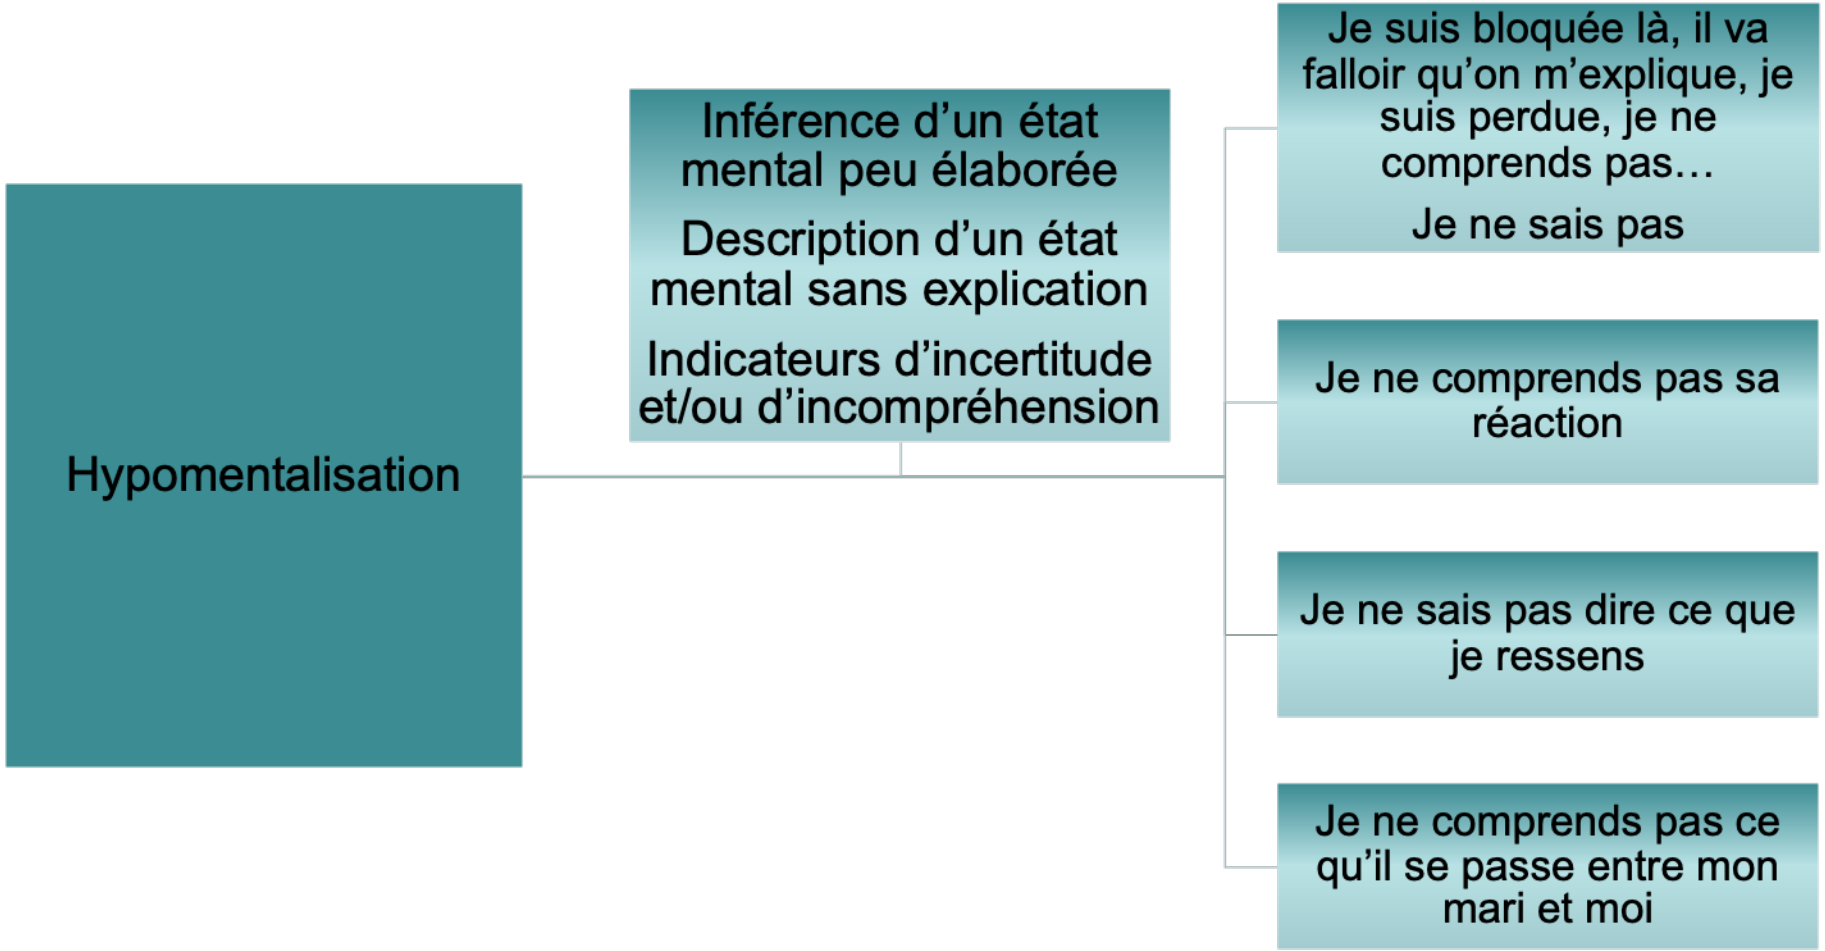 Hypomentalisation
Inférence d’un état
mental peu élaborée
Description d’un état
mental sans explication
Indicateurs d’incertitude
et/ou d’incompréhension
Je suis bloquée là, il va
falloir qu’on m’explique, je
suis perdue, je ne
comprends pas…
Je ne sais pas
Je ne comprends pas sa
réaction
Je ne sais pas dire ce que
je ressens
Je ne comprends pas ce
qu’il se passe entre mon
mari et moi